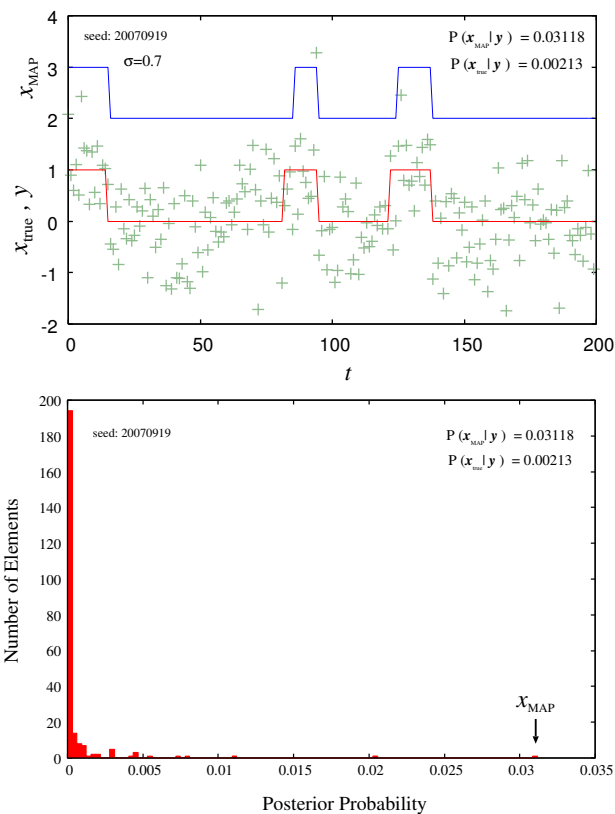 4
3
2
1
0
-1
-2
x_MAP
x_true , y
seed: 20070919
σ=0.7
P (x_MAP | y) = 0.03118
P (x_true | y) = 0.00213
0 50 100 150 200
t
200
180
160
140
120
100
80
60
40
20
0
Number of Elements
seed: 20070919
P (x_MAP | y) = 0.03118
P (x_true | y) = 0.00213
x_MAP
0 0.005 0.01 0.015 0.02 0.025 0.03 0.035
Posterior Probability